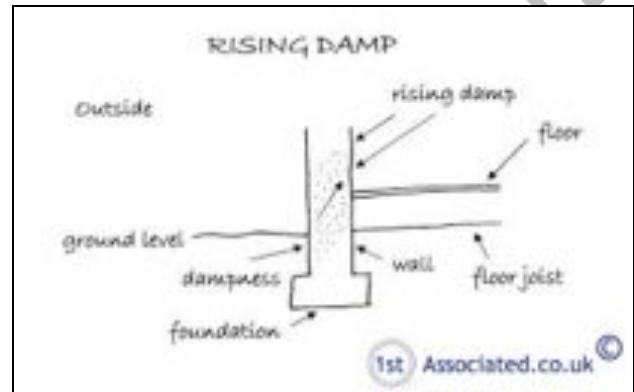 RISING DAMP
Outside
rising damp
floor
ground level
dampness
wall
floor joist
foundation
1st Associated.co.uk ©